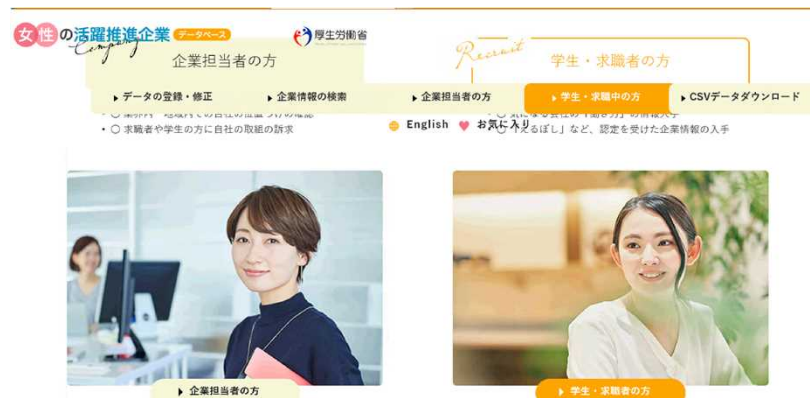 女性の活躍推進企業 データベース
厚生労働省
Company
企業担当者の方
Recruit
学生・求職者の方
データの登録・修正
企業情報の検索
企業担当者の方
学生・求職中の方
CSVデータダウンロード
English
お気に入り
求職者や学生の方に自社の取組の訴求
「えるぼし」など、認定を受けた企業情報の入手
企業担当者の方
学生・求職者の方